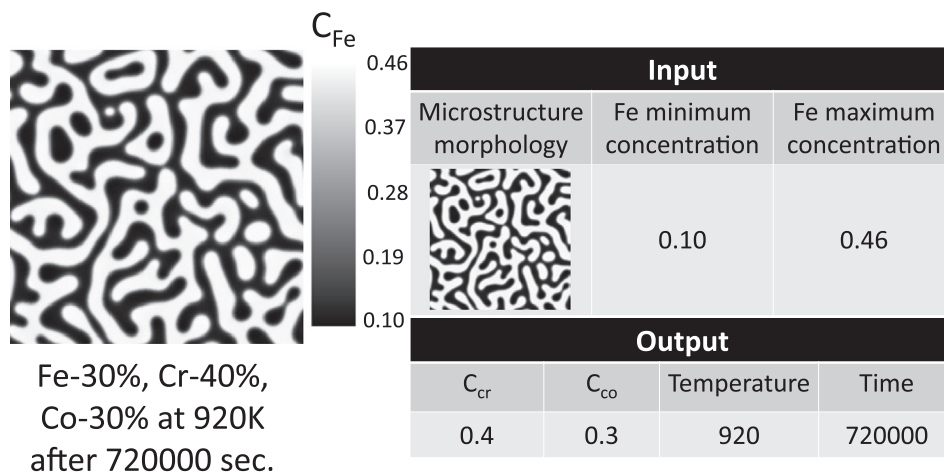 C_Fe
0.46
0.37
0.28
0.19
0.10
Fe-30%, Cr-40%,
Co-30% at 920K
after 720000 sec.
Input
Microstructure morphology
Fe minimum concentration
Fe maximum concentration
0.10
0.46
Output
C_cr
C_co
Temperature
Time
0.4
0.3
920
720000